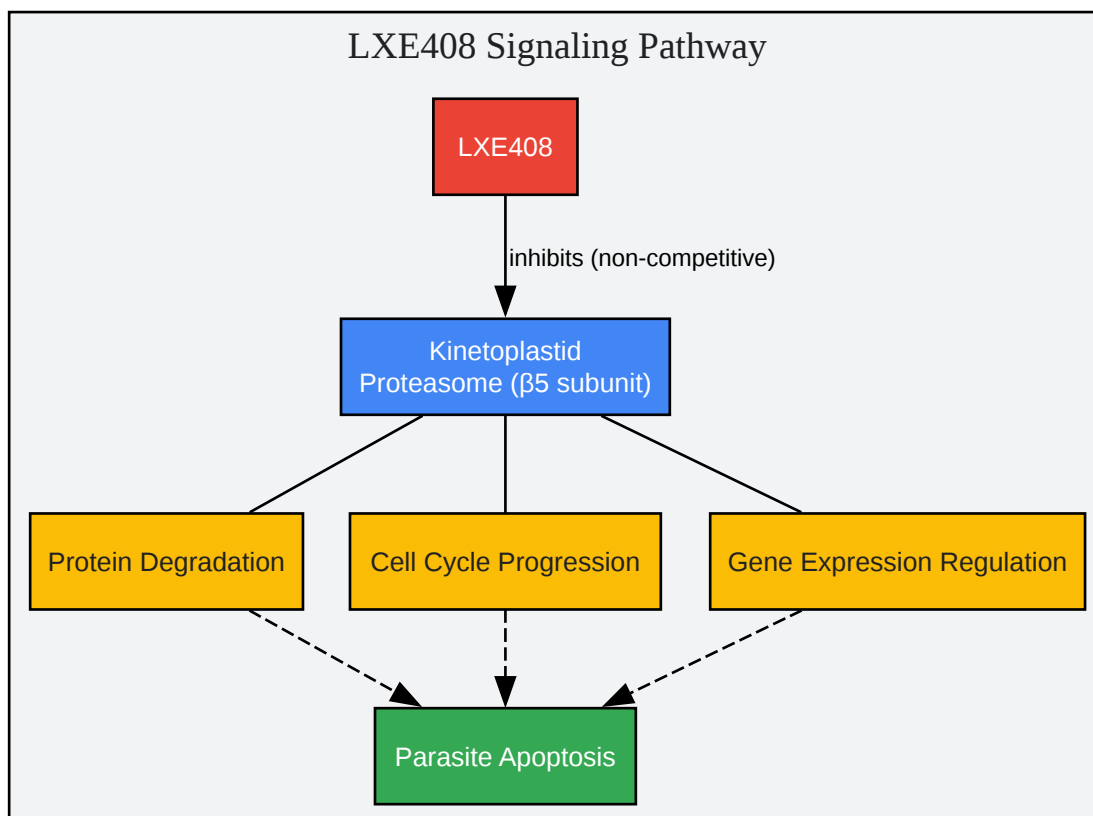 LXE408 Signaling Pathway
LXE408
inhibits (non-competitive)
Kinetoplastid
Proteasome (β5 subunit)
Protein Degradation
Cell Cycle Progression
Gene Expression Regulation
Parasite Apoptosis